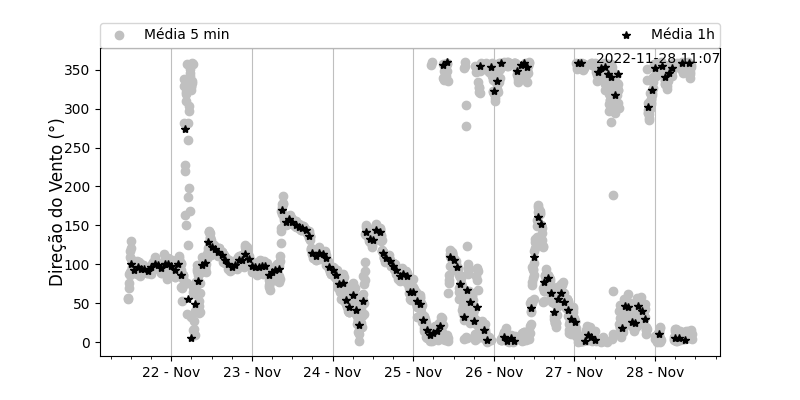 Média 5 min
Média 1h
2022-11-28 11:07
Direção do Vento (°)
350
300
250
200
150
100
50
0
22 - Nov
23 - Nov
24 - Nov
25 - Nov
26 - Nov
27 - Nov
28 - Nov